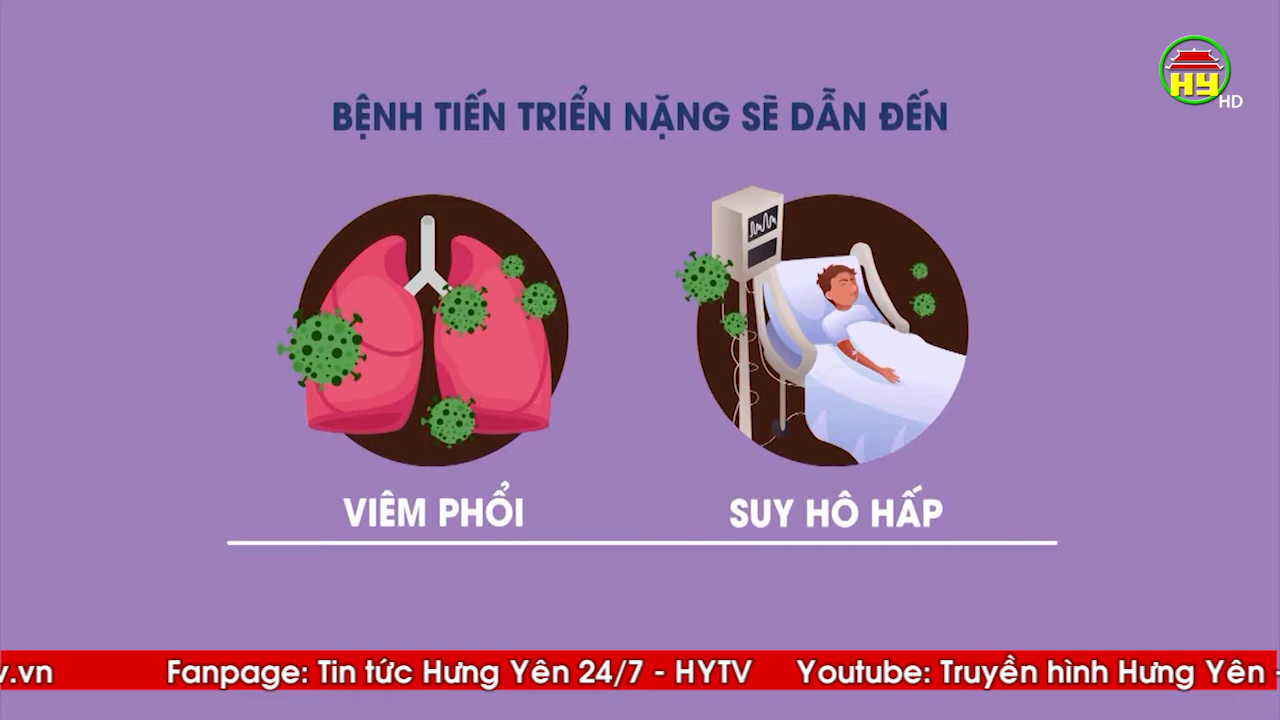 HY
HD
BỆNH TIẾN TRIỂN NẶNG SẼ DẪN ĐẾN
VIÊM PHỔI
SUY HÔ HẤP
v.vn Fanpage: Tin tức Hưng Yên 24/7 - HYTV Youtube: Truyền hình Hưng Yên -